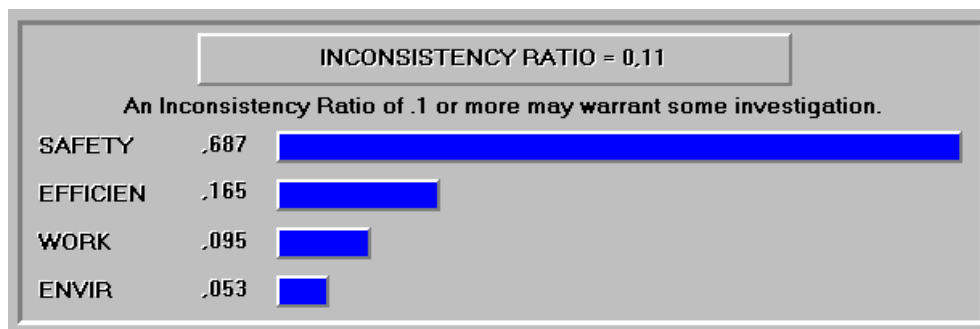 INCONSISTENCY RATIO = 0,11
An Inconsistency Ratio of .1 or more may warrant some investigation.
SAFETY ,687
EFFICIEN ,165
WORK ,095
ENVIR ,053